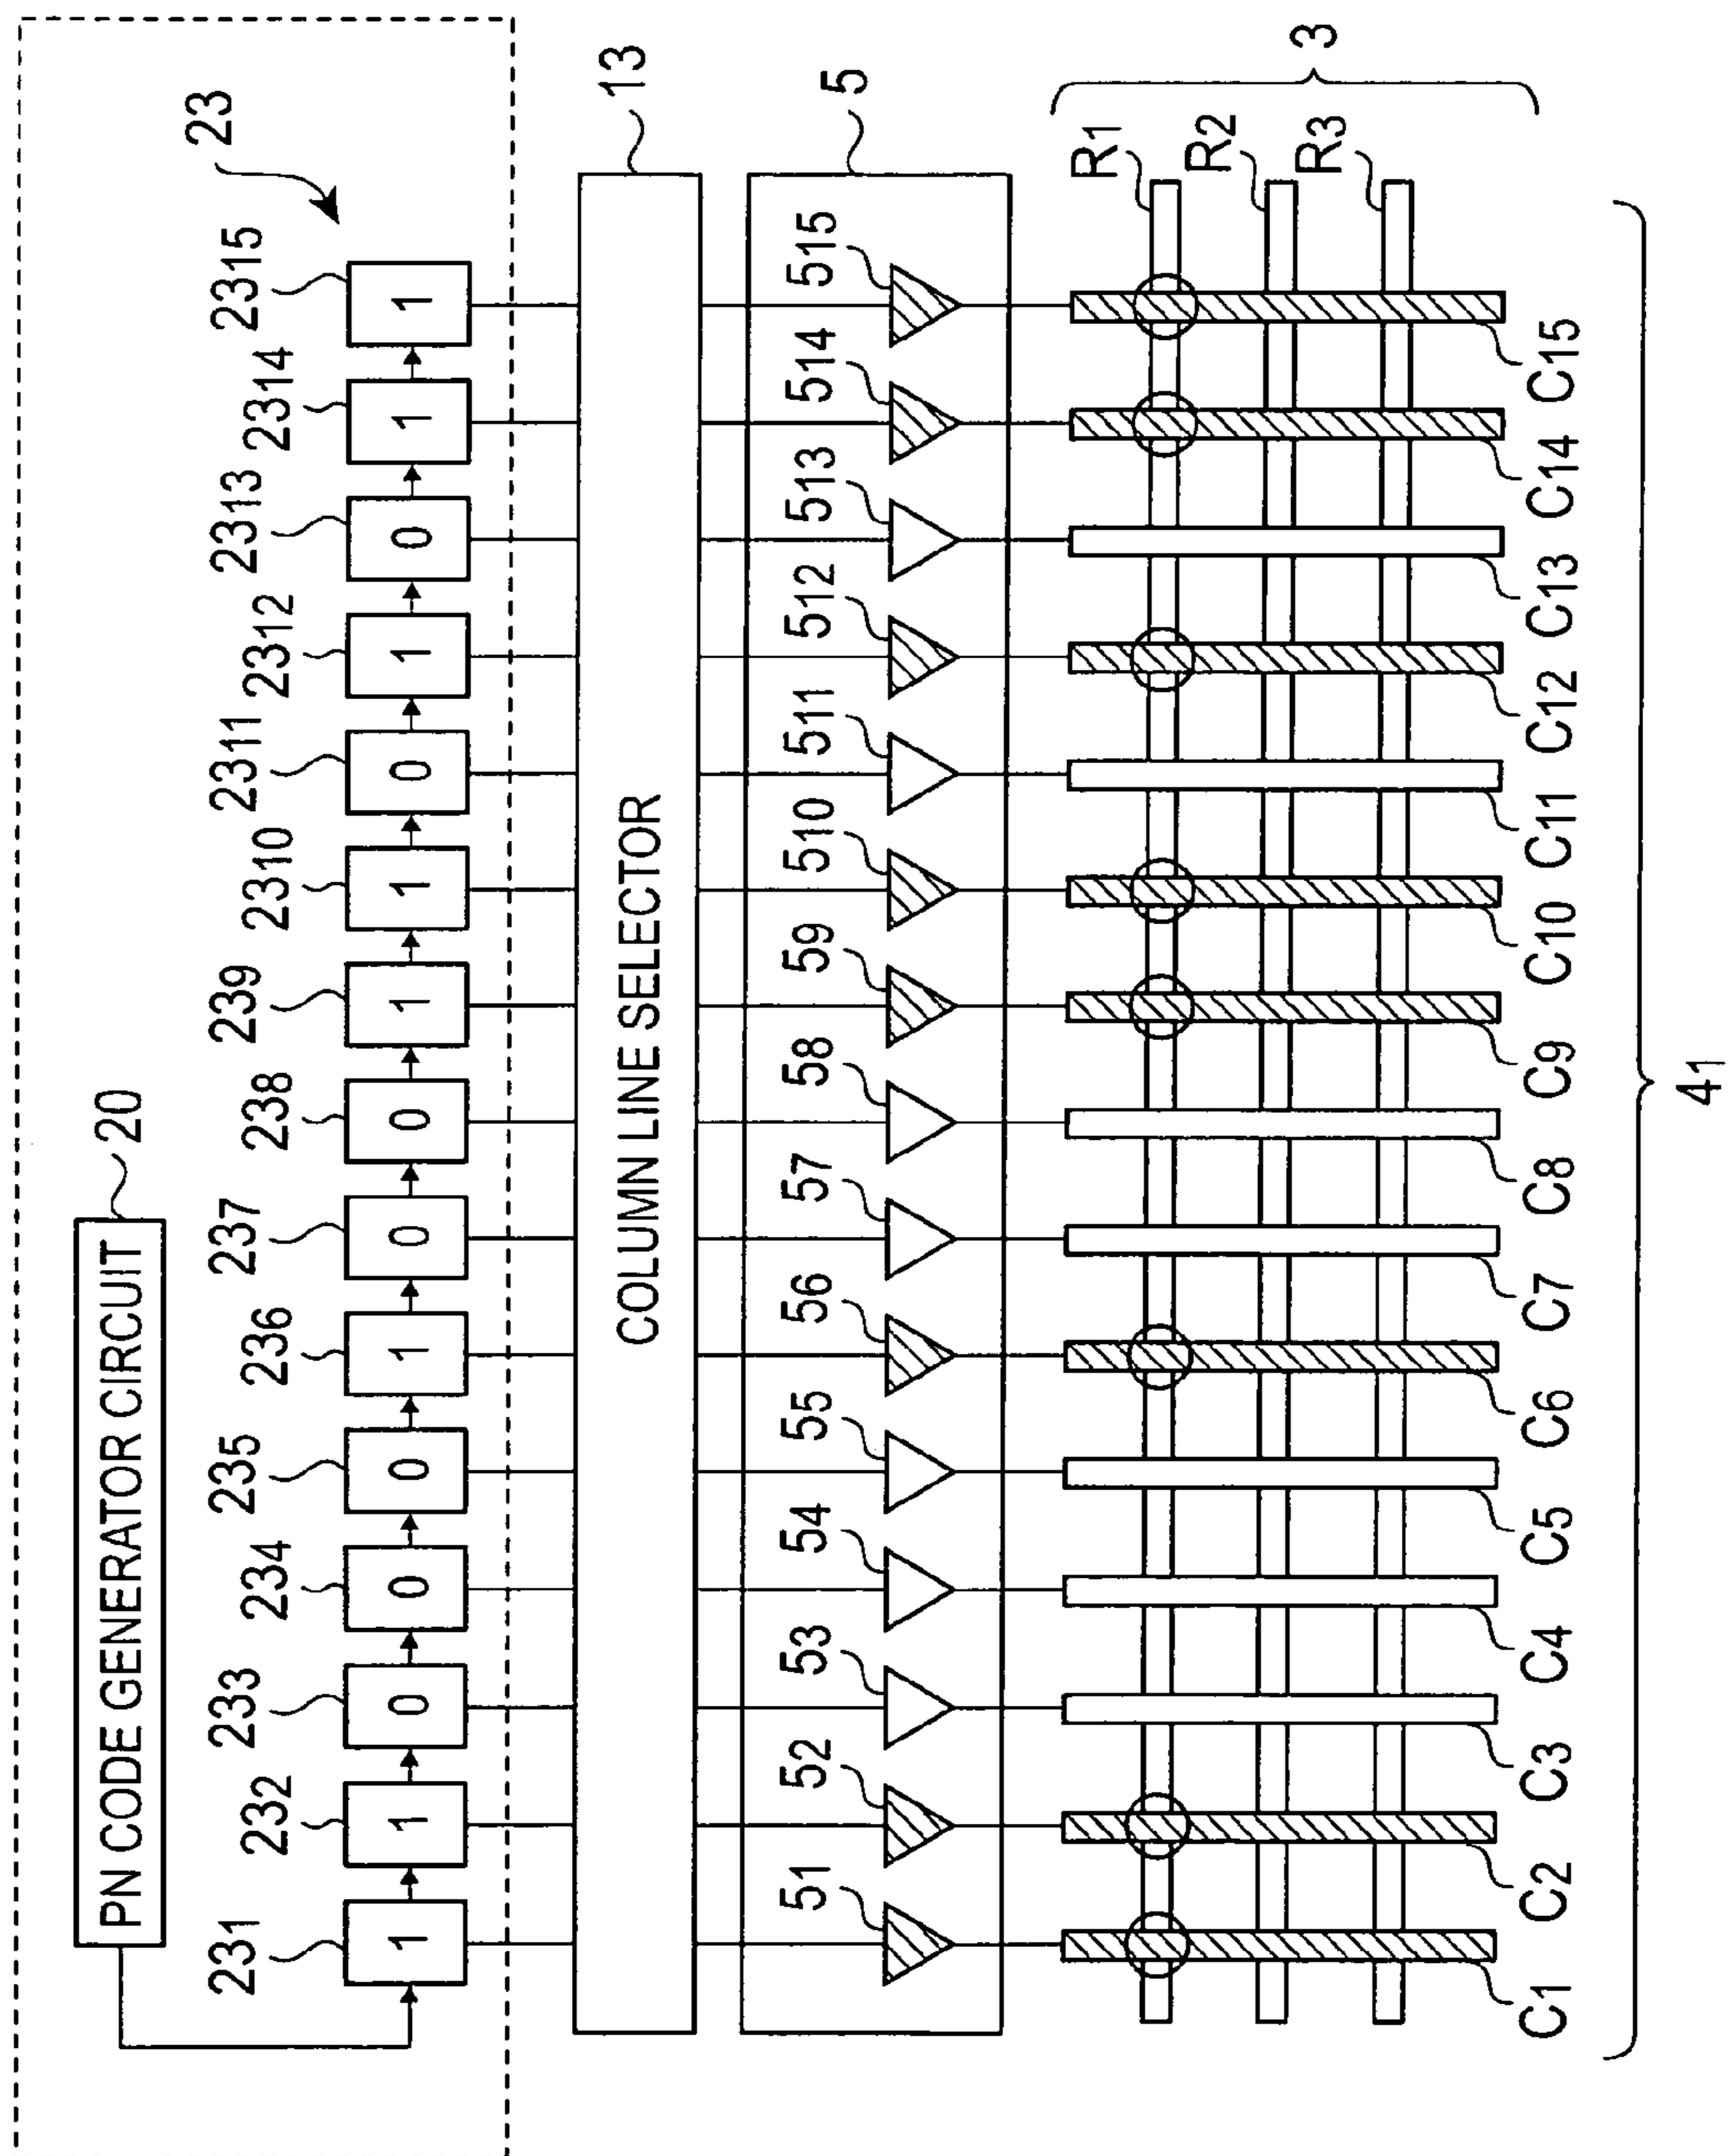 PN CODE GENERATOR CIRCUIT
20
23
231 232 233 234 235 236 237 238 239 2310 2311 2312 2313 2314 2315
1 1 0 0 0 1 0 0 1 1 0 1 0 1 1
COLUMN LINE SELECTOR
13
5
51 52 53 54 55 56 57 58 59 510 511 512 513 514 515
R1
R2
R3
3
C1 C2 C3 C4 C5 C6 C7 C8 C9 C10 C11 C12 C13 C14 C15
41